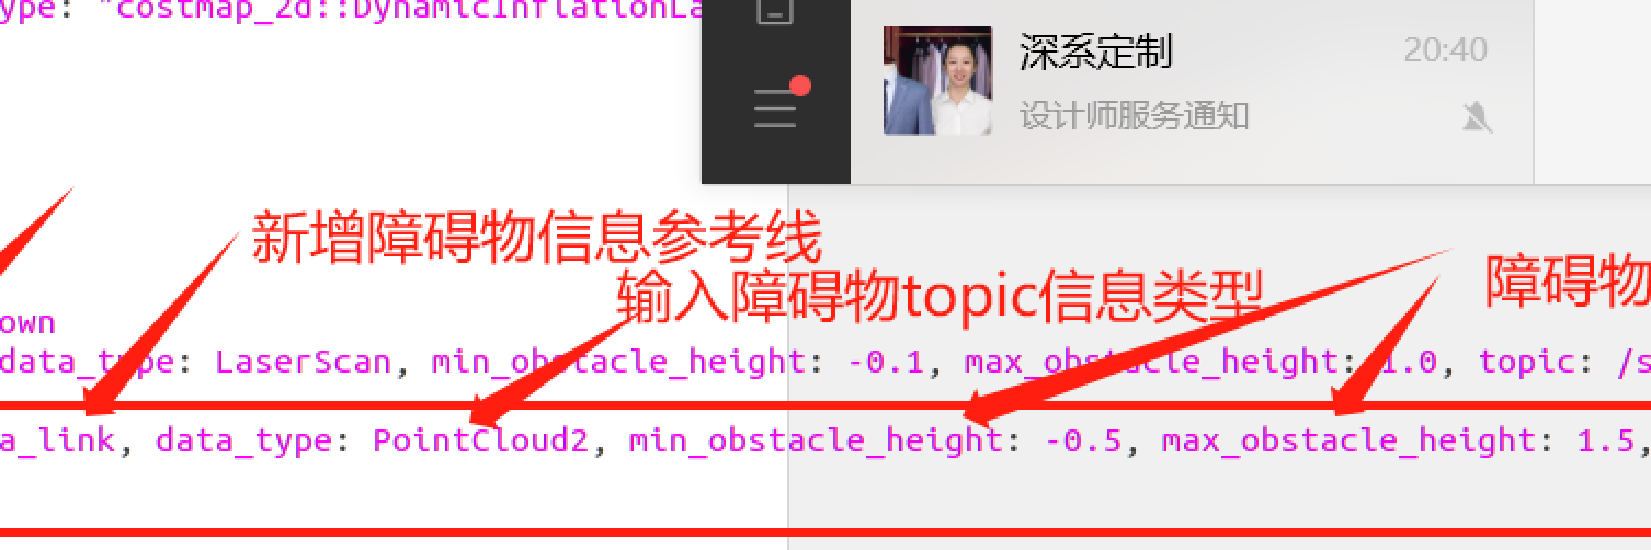 ype: "costmap_2d::DynamicInflationLa
深系定制
20:40
设计师服务通知
新增障碍物信息参考线
输入障碍物topic信息类型
障碍物
own
data_type: LaserScan, min_obstacle_height: -0.1, max_obstacle_height: 1.0, topic: /s
a_link, data_type: PointCloud2, min_obstacle_height: -0.5, max_obstacle_height: 1.5,